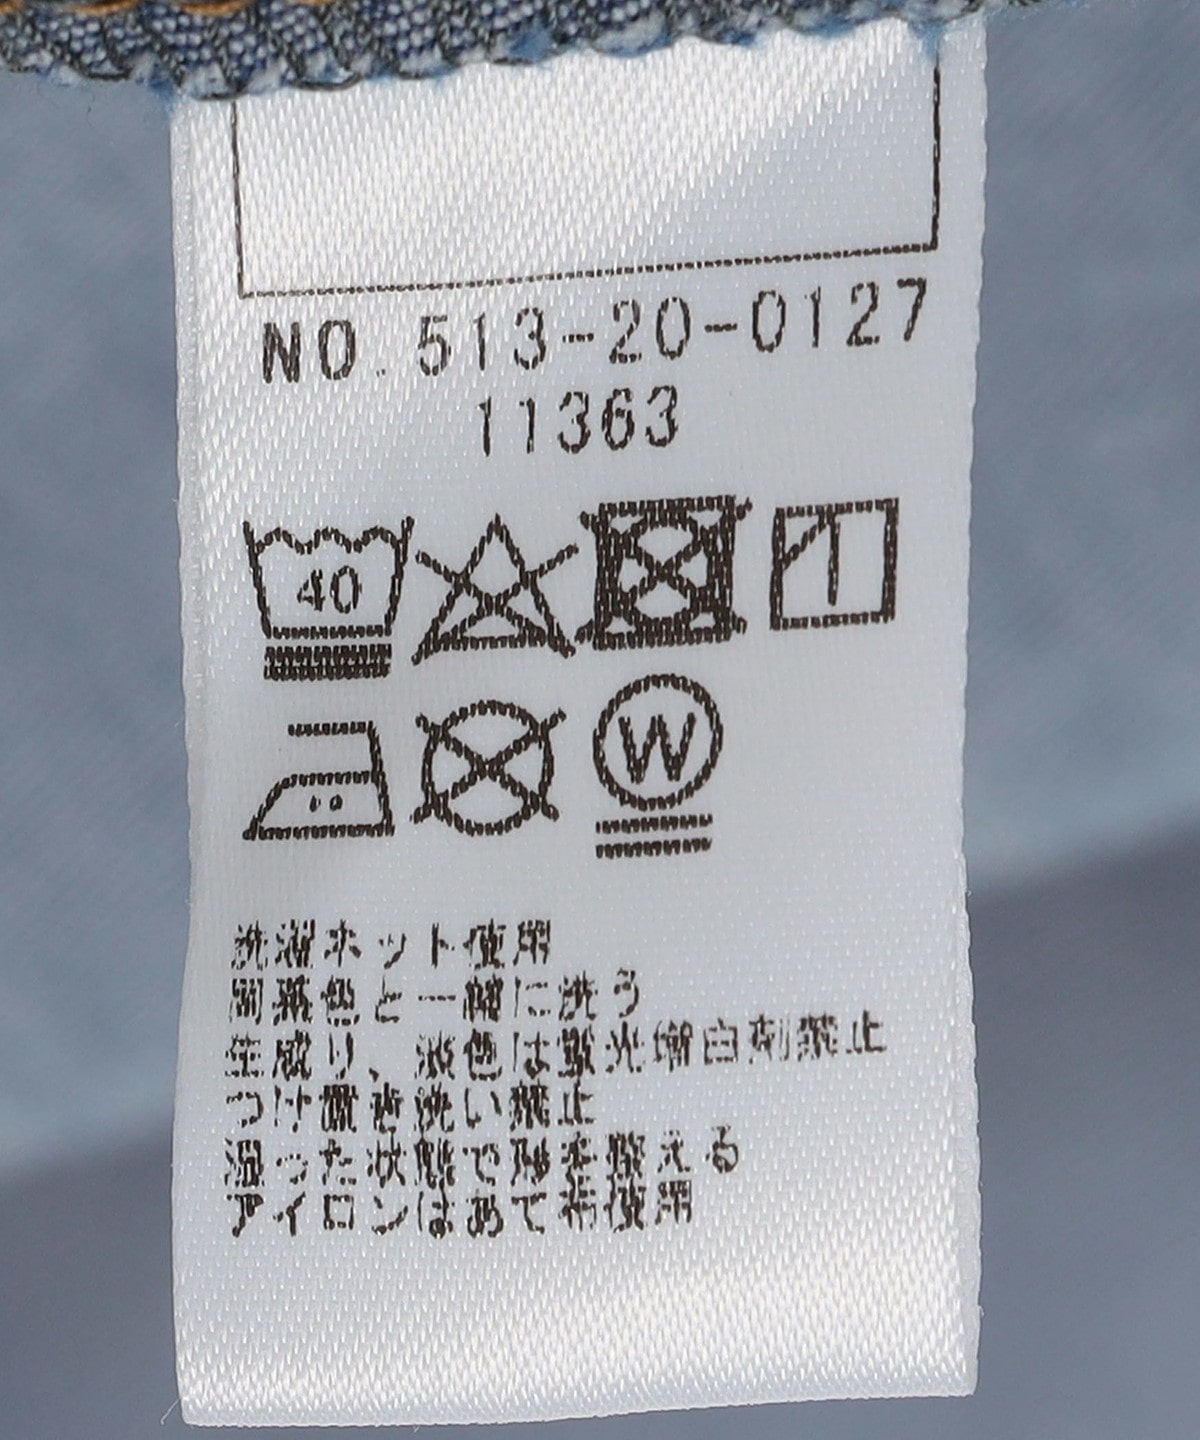 NO. 513-20-0127
11363
40
W
洗濯ネット使用
同系色と一緒に洗う
生成り、淡色は蛍光増白剤禁止
つけ置き洗い禁止
湿った状態で形を整える
アイロンはあて布使用